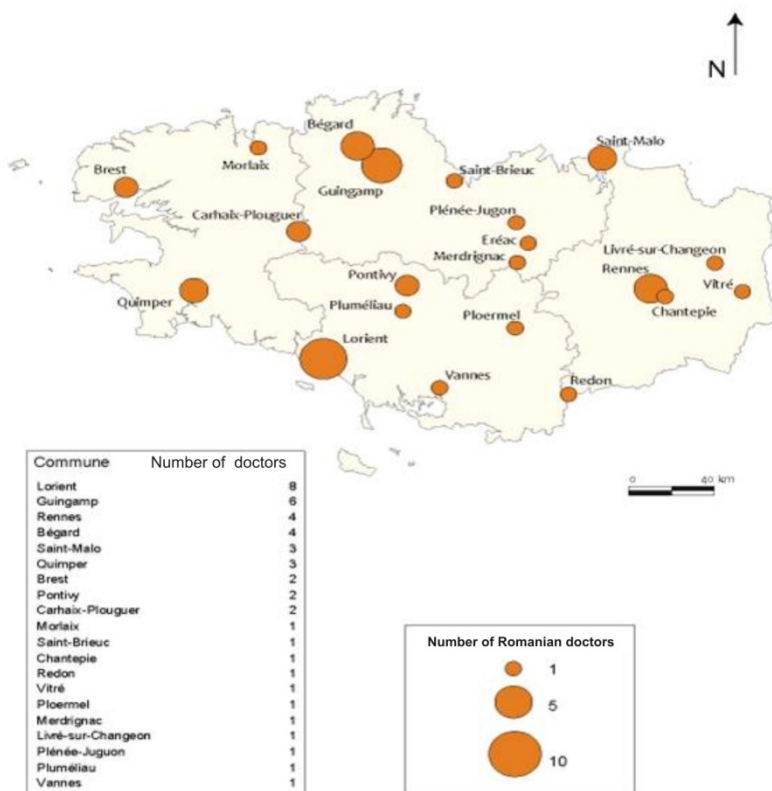 N
Bégard
Saint-Malo
Morlaix
Brest
Saint-Brieuc
Guingamp
Plénée-Jugon
Carhaix-Plouguer
Eréac
Livré-sur-Changeon
Merdrignac
Rennes
Pontivy
Vitré
Quimper
Pluméliau
Chantepie
Ploermel
Lorient
Vannes
Redon
0 40 km
Commune Number of doctors
Lorient 8
Guingamp 6
Rennes 4
Bégard 4
Saint-Malo 3
Quimper 3
Brest 2
Pontivy 2
Carhaix-Plouguer 2
Morlaix 1
Saint-Brieuc 1
Chantepie 1
Redon 1
Vitré 1
Ploermel 1
Merdrignac 1
Livré-sur-Changeon 1
Plénée-Juguon 1
Pluméliau 1
Vannes 1
Number of Romanian doctors
1
5
10